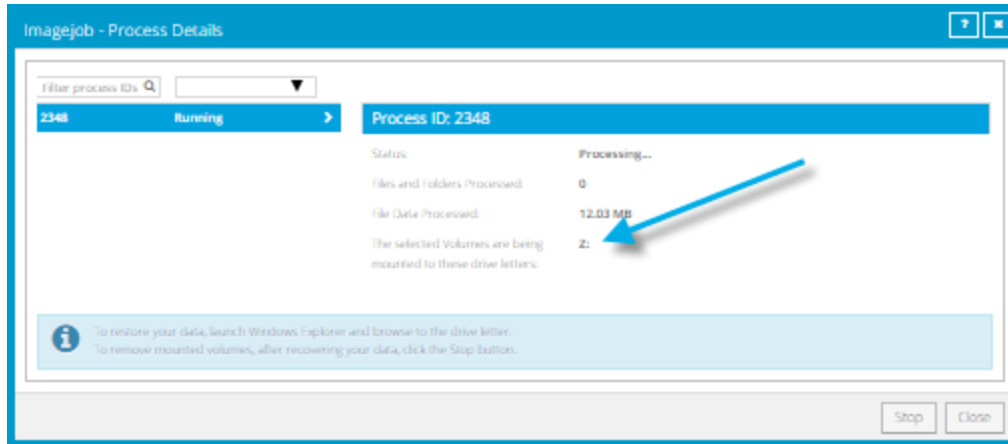 Imagejob - Process Details
?
Filter process IDs
2348 Running
Process ID: 2348
Status: Processing...
Files and Folders Processed: 0
File Data Processed: 12.03 MB
The selected Volumes are being Z:
mounted to these drive letters:
To restore your data, launch Windows Explorer and browse to the drive letter.
To remove mounted volumes, after recovering your data, click the Stop button.
Stop Close